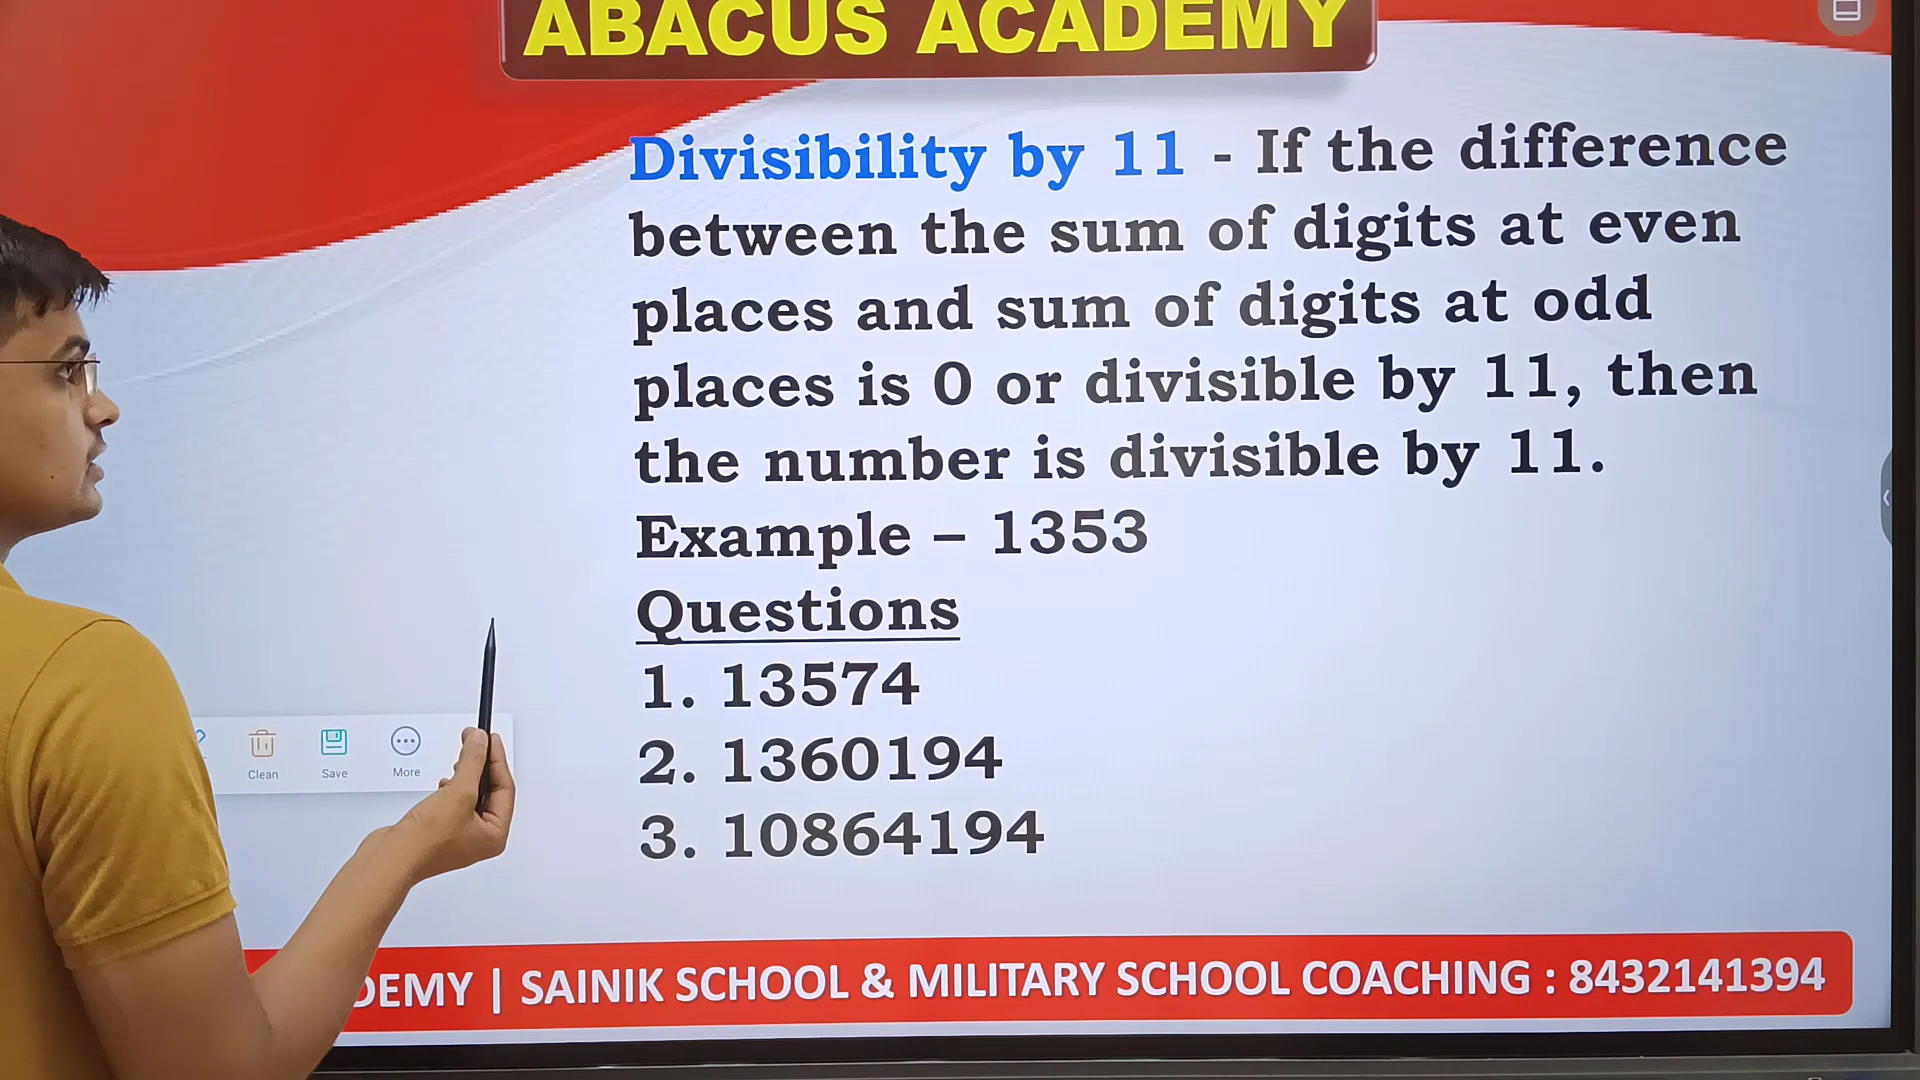 ABACUS ACADEMY
Divisibility by 11 - If the difference
between the sum of digits at even
places and sum of digits at odd
places is 0 or divisible by 11, then
the number is divisible by 11.
Example – 1353
Questions
1. 13574
2. 1360194
3. 10864194
Clean Save More
DEMY | SAINIK SCHOOL & MILITARY SCHOOL COACHING : 8432141394